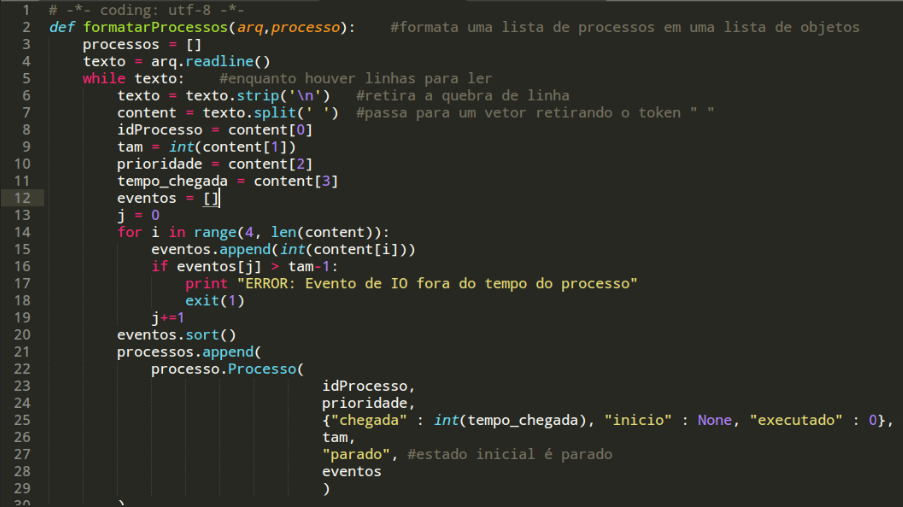 1 # -*- coding: utf-8 -*-
2 def formatarProcessos(arq,processo):    #formata uma lista de processos em uma lista de objetos
3     processos = []
4     texto = arq.readline()
5     while texto:    #enquanto houver linhas para ler
6         texto = texto.strip('\n')   #retira a quebra de linha
7         content = texto.split(' ')  #passa para um vetor retirando o token " "
8         idProcesso = content[0]
9         tam = int(content[1])
10         prioridade = content[2]
11         tempo_chegada = content[3]
12         eventos = []
13         j = 0
14         for i in range(4, len(content)):
15             eventos.append(int(content[i]))
16             if eventos[j] > tam-1:
17                 print "ERROR: Evento de IO fora do tempo do processo"
18                 exit(1)
19             j+=1
20         eventos.sort()
21         processos.append(
22             processo.Processo(
23                                 idProcesso,
24                                 prioridade,
25                                 {"chegada" : int(tempo_chegada), "inicio" : None, "executado" : 0},
26                                 tam,
27                                 "parado", #estado inicial é parado
28                                 eventos
29                                 )
30         )